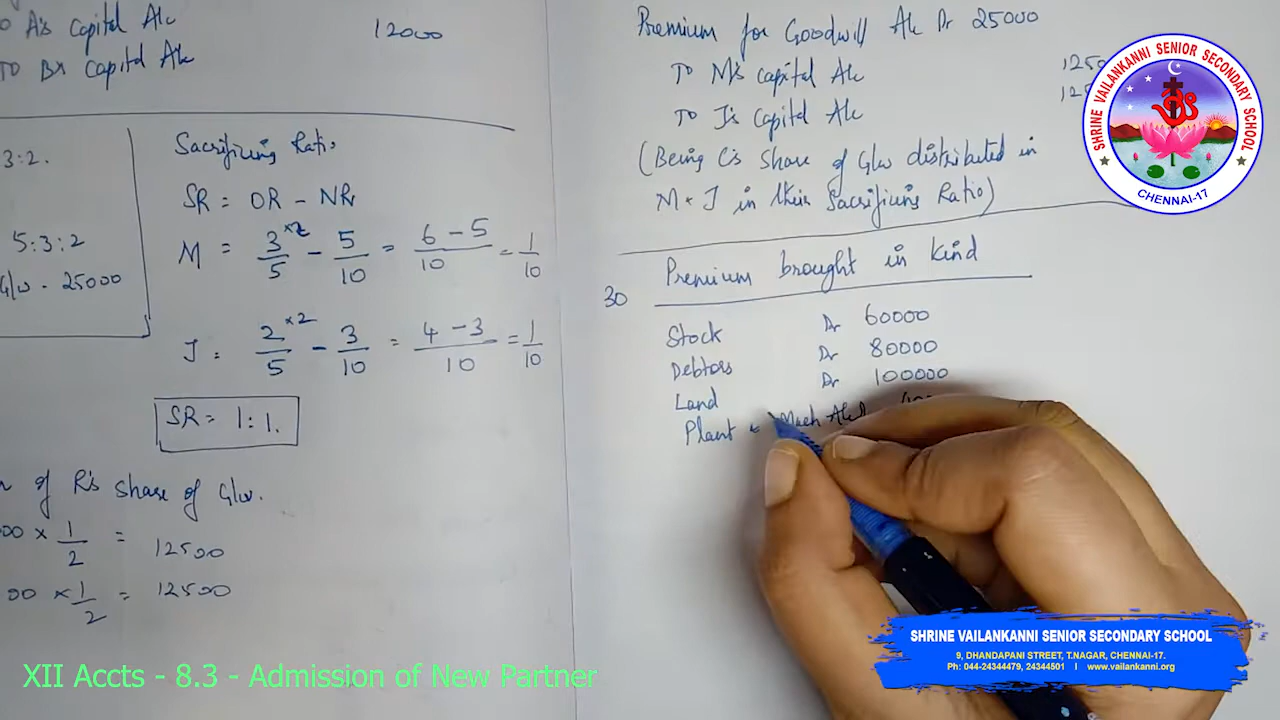 A's Capital A/c
12000
To B's Capital A/c
3:2.
5:3:2
G/w - 25000
Sacrificing Ratio
SR = OR - NR
M = 3×2/5 - 5/10 = 6-5/10 = 1/10
J = 2×2/5 - 3/10 = 4-3/10 = 1/10
SR = 1:1.
of R's share of G/w.
00 × 1/2 = 12500
00 × 1/2 = 12500
Premium for Goodwill A/c Dr 25000
To M's capital A/c
To J's Capital A/c
(Being C's share of G/w distributed in
M & J in their Sacrificing Ratio)
30 Premium brought in kind
Stock Dr 60000
Debtors Dr 80000
Land Dr 100000
Plant & Mach A/c
SHRINE VAILANKANNI SENIOR SECONDARY SCHOOL
CHENNAI-17
SHRINE VAILANKANNI SENIOR SECONDARY SCHOOL
9, DHANDAPANI STREET, T.NAGAR, CHENNAI-17.
Ph: 044-24344479, 24344501 I www.vailankanni.org
XII Accts - 8.3 - Admission of New Partner